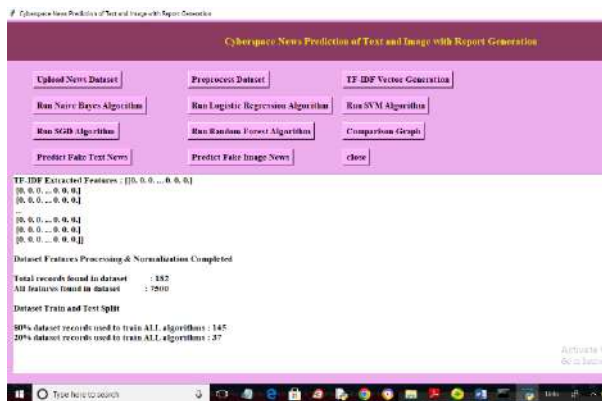 Cyberspace News Prediction of Text and Image with Report Generation
Cyberspace News Prediction of Text and Image with Report Generation
Upload News Dataset
Preprocess Dataset
TF-IDF Vector Generation
Run Naive Bayes Algorithm
Run Logistic Regression Algorithm
Run SVM Algorithm
Run SGD Algorithm
Run Random Forest Algorithm
Comparison Graph
Predict Fake Text News
Predict Fake Image News
close
TF-IDF Extracted Features : [[0. 0. 0. ... 0. 0. 0.]
[0. 0. 0. ... 0. 0. 0.]
[0. 0. 0. ... 0. 0. 0.]
...
[0. 0. 0. ... 0. 0. 0.]
[0. 0. 0. ... 0. 0. 0.]
[0. 0. 0. ... 0. 0. 0.]]
Dataset Features Processing & Normalization Completed
Total records found in dataset : 182
All features found in dataset : 7500
Dataset Train and Test Split
80% dataset records used to train ALL algorithms : 145
20% dataset records used to train ALL algorithms : 37
Activate
Type here to search